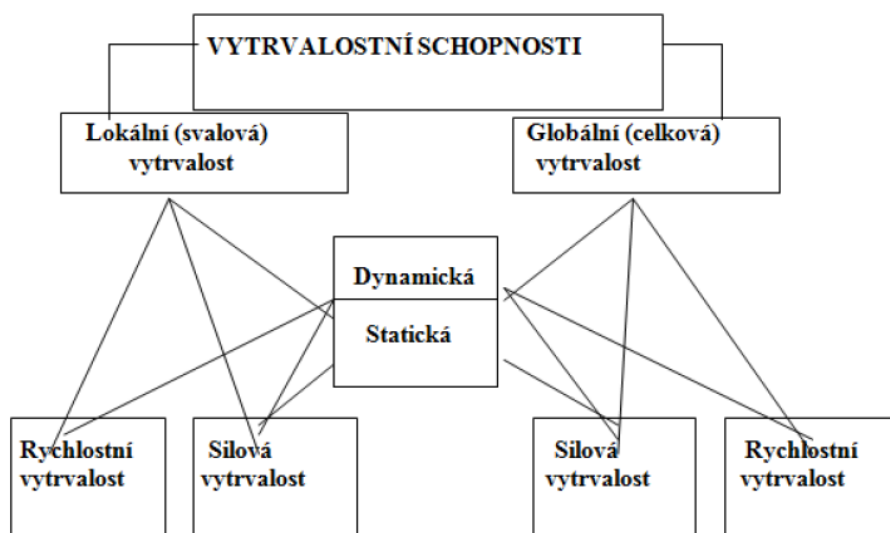 VYTRVALOSTNÍ SCHOPNOSTI
Lokální (svalová)
vytrvalost
Globální (celková)
vytrvalost
Dynamická
Statická
Rychlostní
vytrvalost
Silová
vytrvalost
Silová
vytrvalost
Rychlostní
vytrvalost